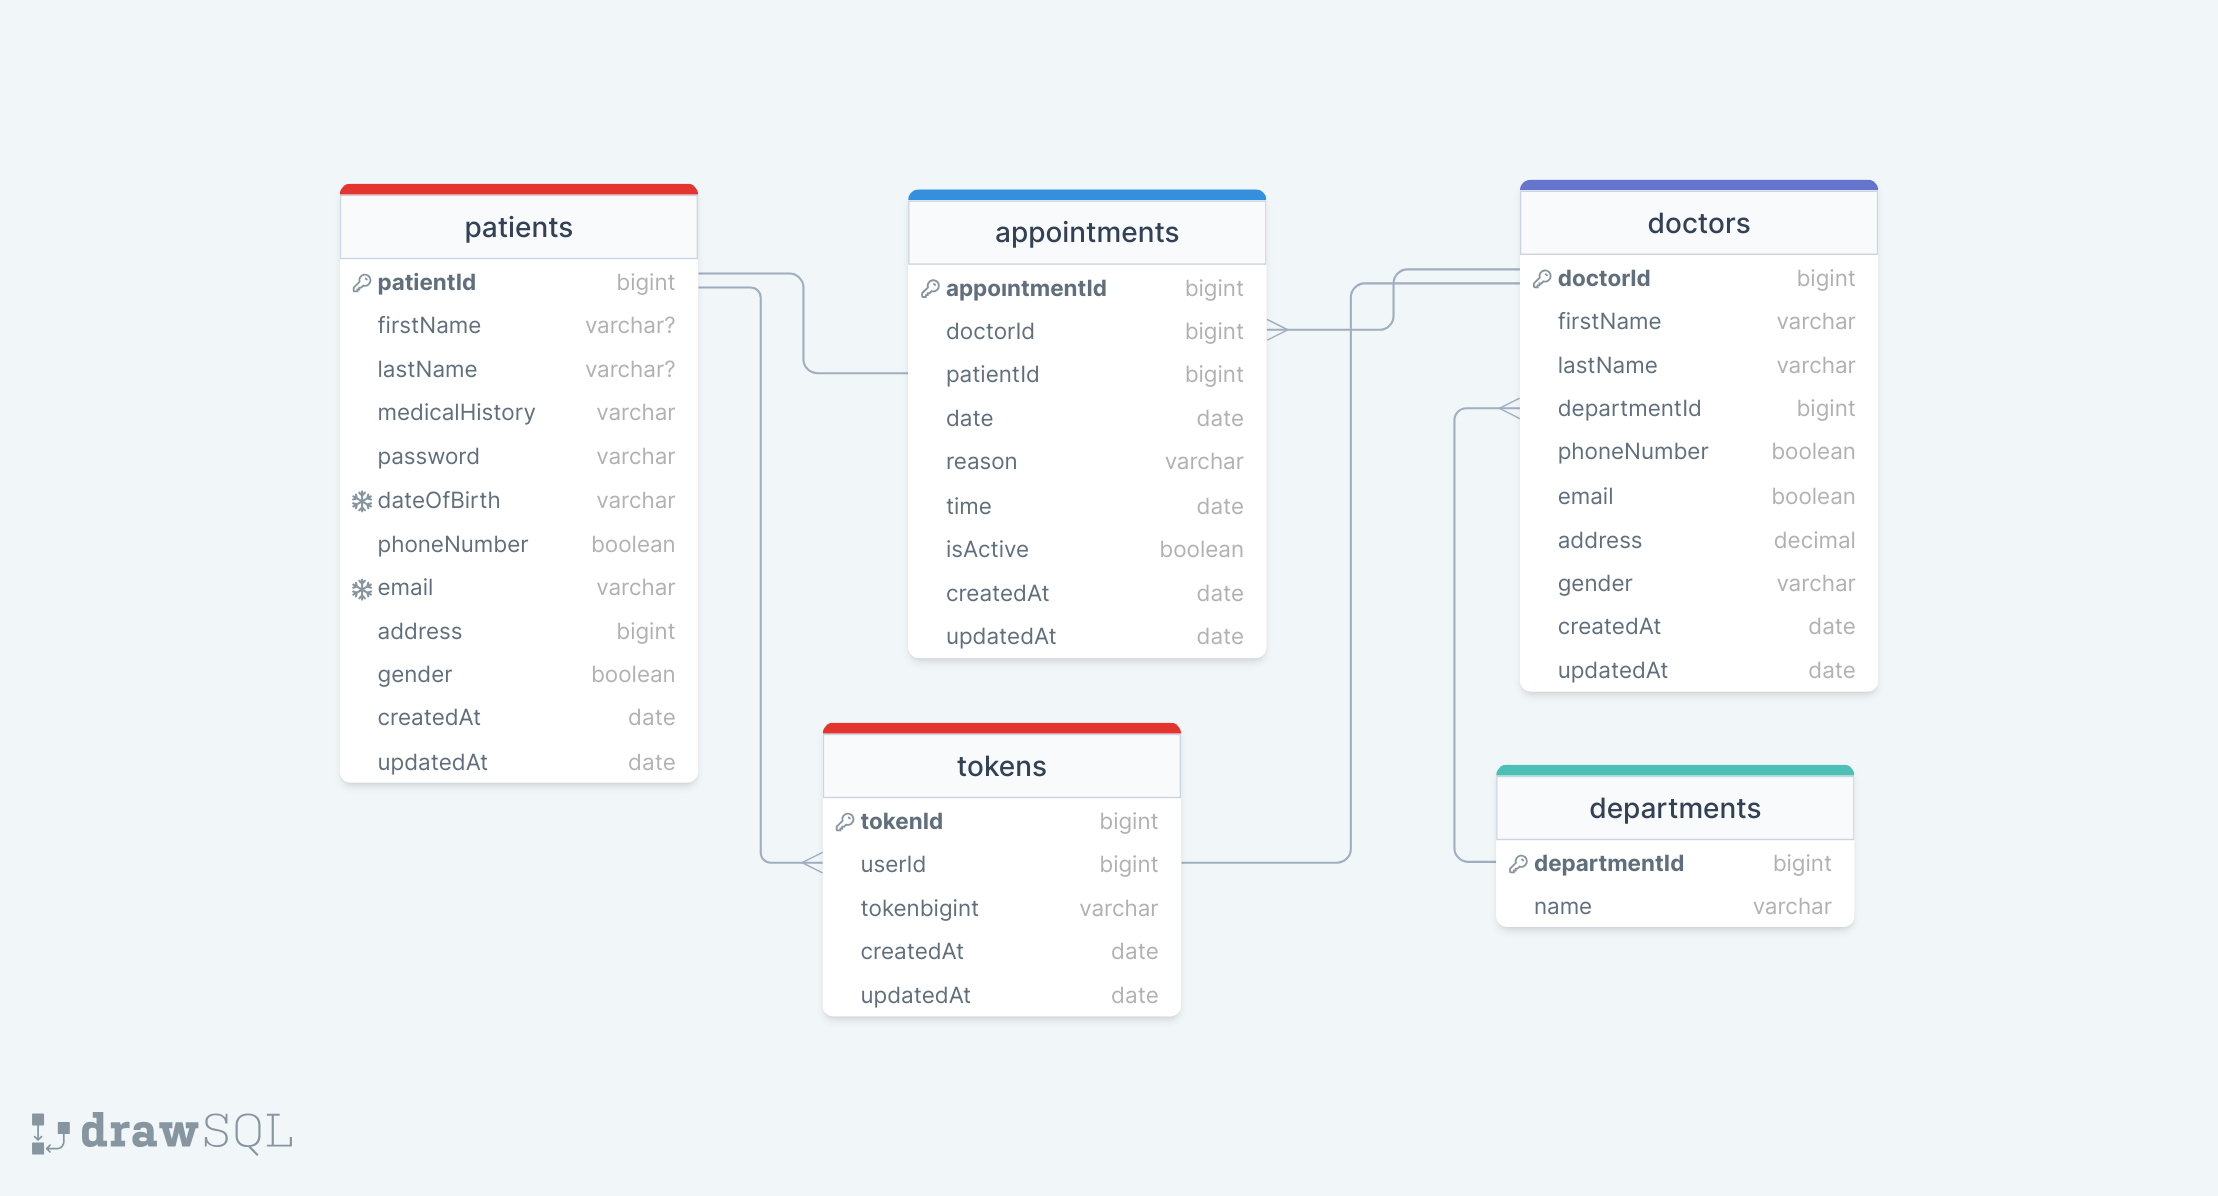 patients
patientId bigint
firstName varchar?
lastName varchar?
medicalHistory varchar
password varchar
dateOfBirth varchar
phoneNumber boolean
email varchar
address bigint
gender boolean
createdAt date
updatedAt date
appointments
appointmentId bigint
doctorId bigint
patientId bigint
date date
reason varchar
time date
isActive boolean
createdAt date
updatedAt date
doctors
doctorId bigint
firstName varchar
lastName varchar
departmentId bigint
phoneNumber boolean
email boolean
address decimal
gender varchar
createdAt date
updatedAt date
tokens
tokenId bigint
userId bigint
tokenbigint varchar
createdAt date
updatedAt date
departments
departmentId bigint
name varchar
drawSQL